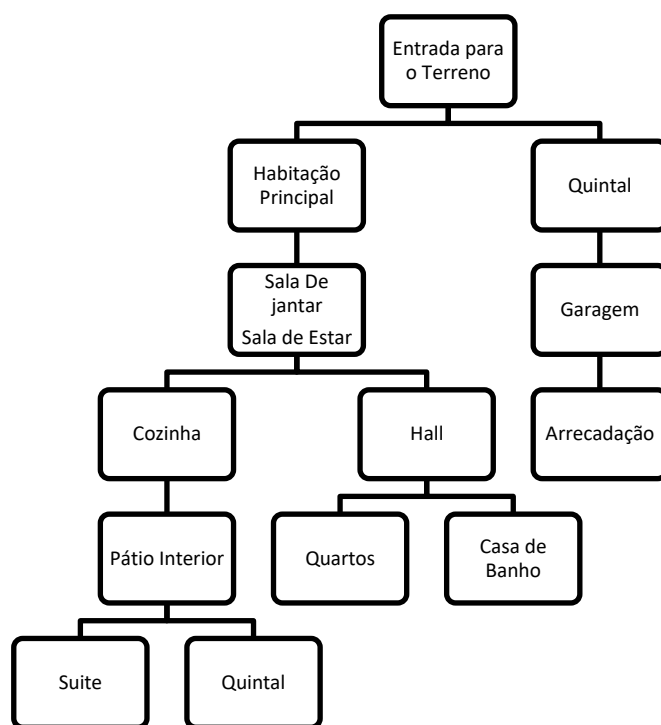 Entrada para
o Terreno
Habitação
Principal
Quintal
Sala De
jantar
Sala de Estar
Garagem
Cozinha
Hall
Arrecadação
Pátio Interior
Quartos
Casa de
Banho
Suite
Quintal